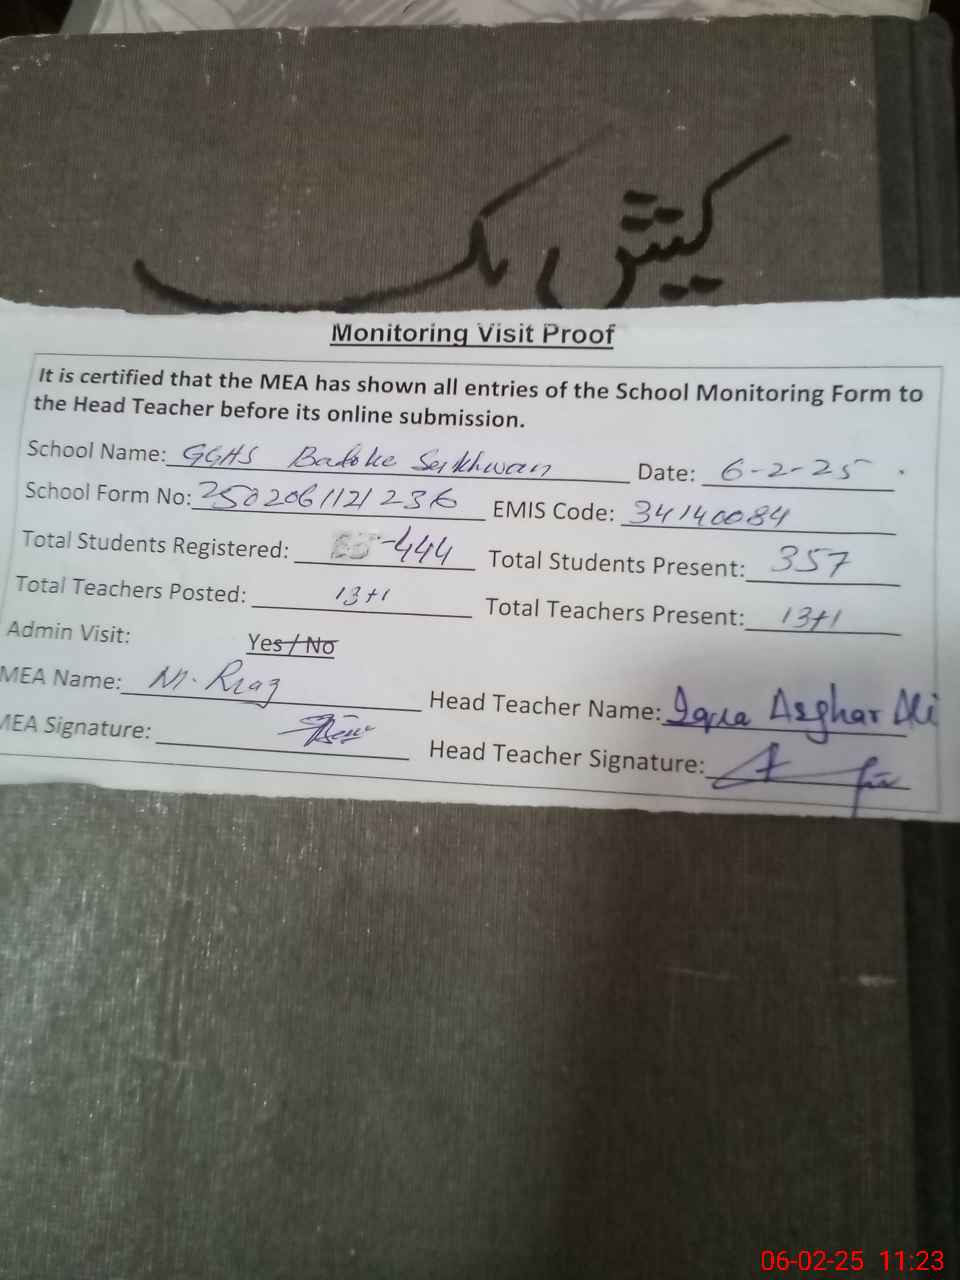 کیش بک
Monitoring Visit Proof
It is certified that the MEA has shown all entries of the School Monitoring Form to
the Head Teacher before its online submission.
School Name: GGHS Badoke Seikhwan Date: 6-2-25
School Form No: 2502061121236 EMIS Code: 34140084
Total Students Registered: 444 Total Students Present: 357
Total Teachers Posted: 13+1 Total Teachers Present: 13+1
Admin Visit: Yes / No
MEA Name: M. Riaz Head Teacher Name: Iqra Asghar Ali
MEA Signature: Head Teacher Signature:
06-02-25 11:23